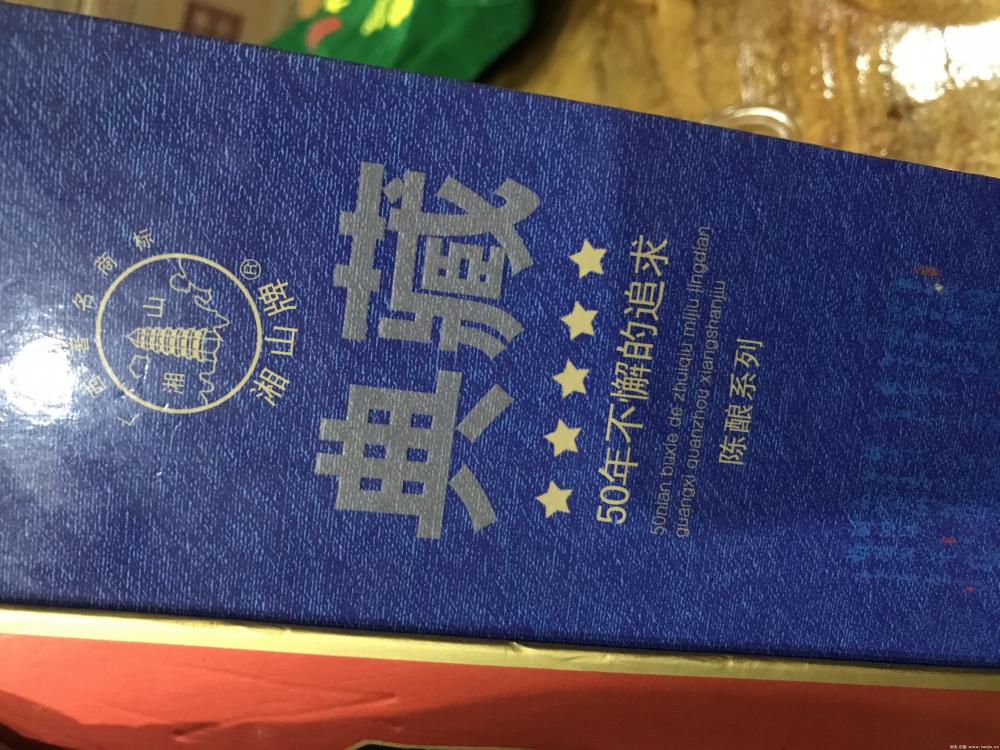 湘山
®
湘山牌
典藏
50年不懈的追求
50nian buxie de zhuiqiu mijiu jingdian
guangxi quanzhou xiangshanjiu
陈酿系列